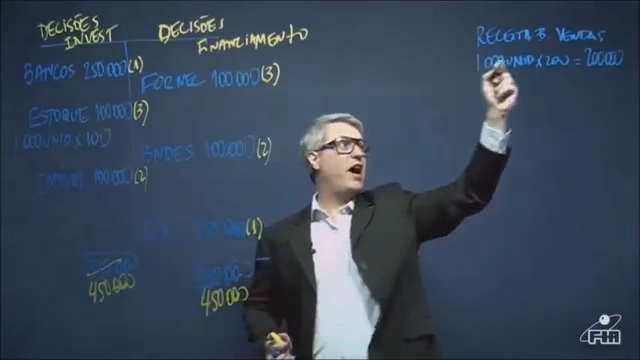 DECISÕES
INVEST
DECISÕES
FINANCIAMENTO
BANCOS 250.000 (1)
FORNEC 100.000 (3)
ESTOQUE 100.000 (3)
1000 UNID X 100
BNDES 100.000 (2)
100.000 (2)
(1)
450.000
450.000
RECEITA B. VENDAS
1.000 UNID X 200 = 200.000
FIA